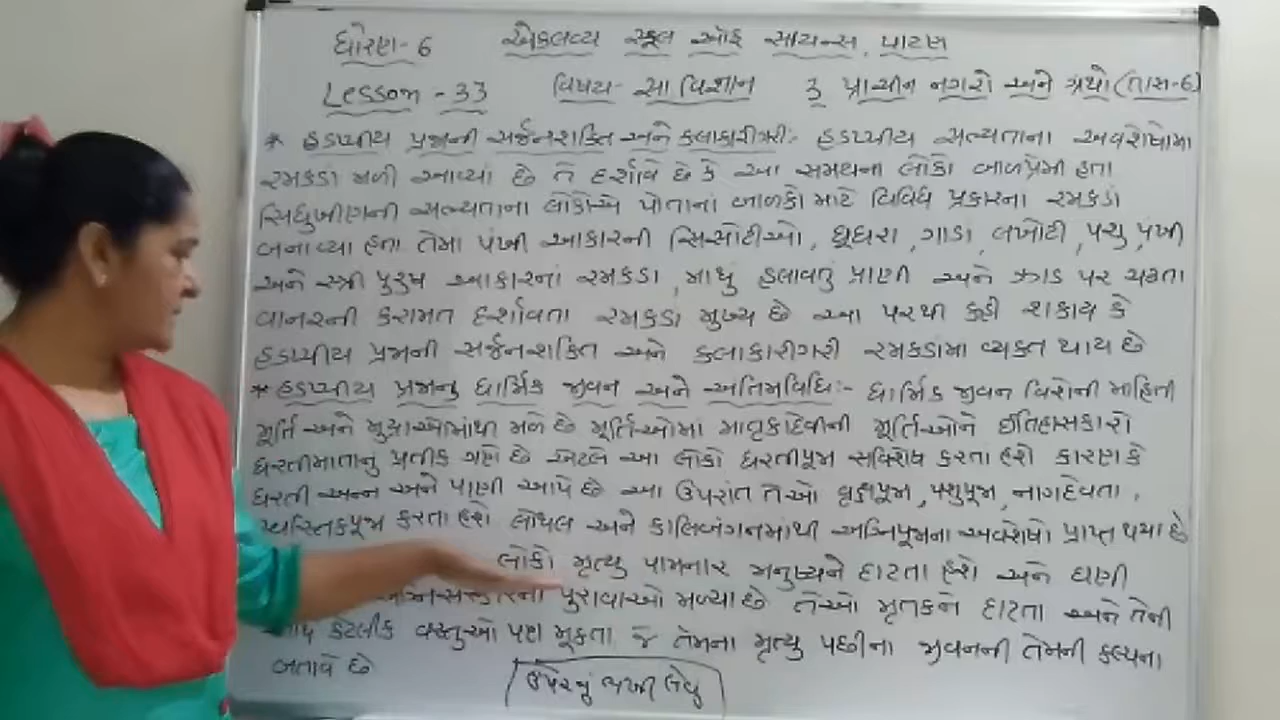 ધોરણ-6 એકલવ્ય સ્કૂલ ઓફ સાયન્સ, પાટણ
Lesson - 33 વિષય- સા વિજ્ઞાન 3 પ્રાચીન નગરો અને ગ્રંથો (તાસ-6)
* હડપ્પીય પ્રજાની સર્જનશક્તિ અને કલાકારીગરી:- હડપ્પીય સભ્યતાના અવશેષોમા
રમકડાં મળી આવ્યાં છે તે દર્શાવે છે કે આ સમયના લોકો બાળપ્રેમી હતા
સિંધુખીણની સભ્યતાના લોકોએ પોતાના બાળકો માટે વિવિધ પ્રકારના રમકડાં
બનાવ્યા હતા તેમાં પંખી આકારની સિસોટીઓ, ઘૂઘરા, ગાડાં, લખોટી, પશુ, પંખી
અને સ્ત્રી પુરુષ આકારનાં રમકડાં, માથું હલાવતું પ્રાણી અને ઝાડ પર ચડતા
વાનરની કરામત દર્શાવતા રમકડાં મુખ્ય છે આ પરથી કહી શકાય કે
હડપ્પીય પ્રજાની સર્જનશક્તિ અને કલાકારીગરી રમકડાંમાં વ્યક્ત થાય છે
* હડપ્પીય પ્રજાનું ધાર્મિક જીવન અને અંતિમવિધિ:- ધાર્મિક જીવન વિશેની માહિતી
મૂર્તિ અને મુદ્રાઓમાંથી મળે છે મૂર્તિઓમાં માતૃકાદેવીની મૂર્તિઓને ઈતિહાસકારો
ધરતીમાતાનું પ્રતીક ગણે છે એટલે આ લોકો ધરતીપૂજા સવિશેષ કરતા હશે કારણ કે
ધરતી અન્ન અને પાણી આપે છે આ ઉપરાંત તેઓ વૃક્ષપૂજા, પશુપૂજા, નાગદેવતા,
સ્વસ્તિકપૂજા કરતા હશે લોથલ અને કાલિબંગનમાંથી અગ્નિપૂજાના અવશેષો પ્રાપ્ત થયા છે
લોકો મૃત્યુ પામનાર મનુષ્યને દાટતા હશે અને ઘણી
પુરાવાઓ મળ્યા છે તેઓ મૃતકને દાટતા અને તેની
કેટલીક વસ્તુઓ પણ મૂકતા જે તેમના મૃત્યુ પછીના જીવનની તેમની કલ્પના
બતાવે છે
ઉપરનું લખી લેવું